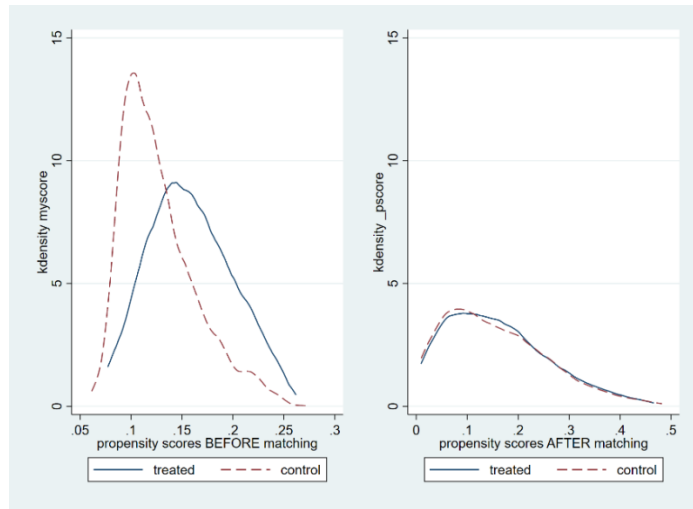 kdensity myscore
15
10
5
0
.05 .1 .15 .2 .25 .3
propensity scores BEFORE matching
treated control
kdensity _pscore
15
10
5
0
0 .1 .2 .3 .4 .5
propensity scores AFTER matching
treated control